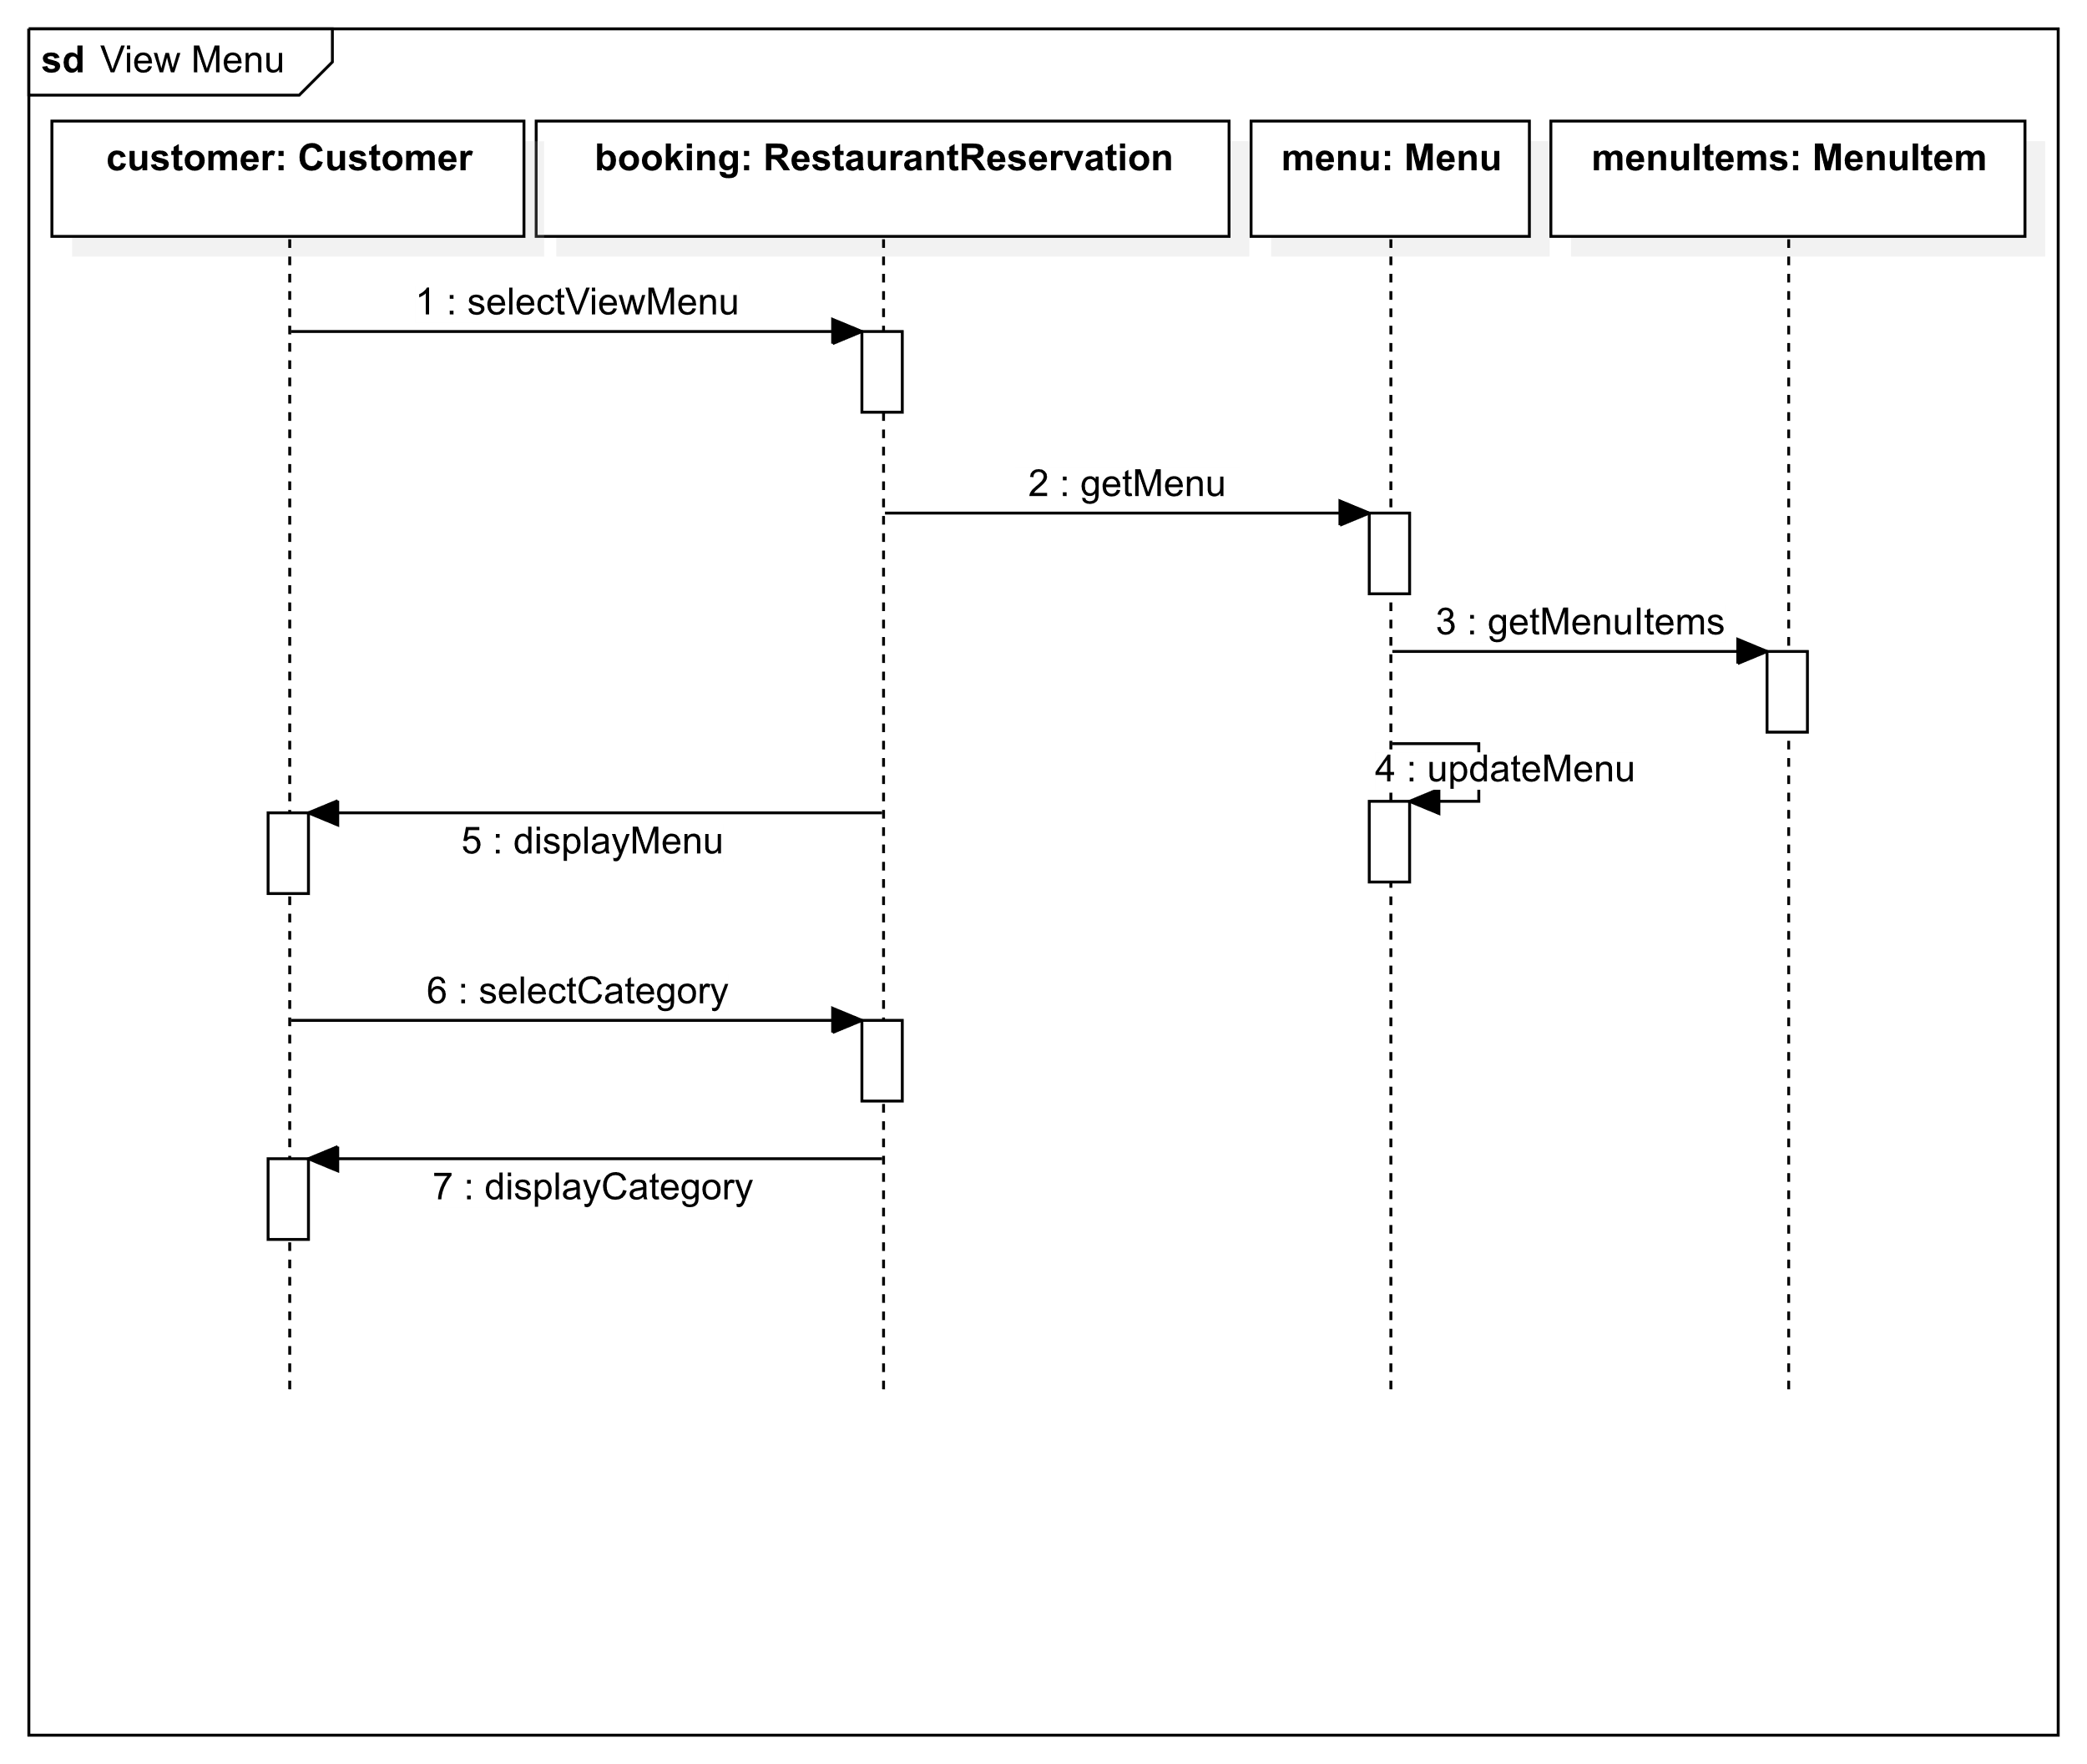 sd View Menu
customer: Customer
booking: RestaurantReservation
menu: Menu
menuItems: MenuItem
1 : selectViewMenu
2 : getMenu
3 : getMenuItems
4 : updateMenu
5 : displayMenu
6 : selectCategory
7 : displayCategory